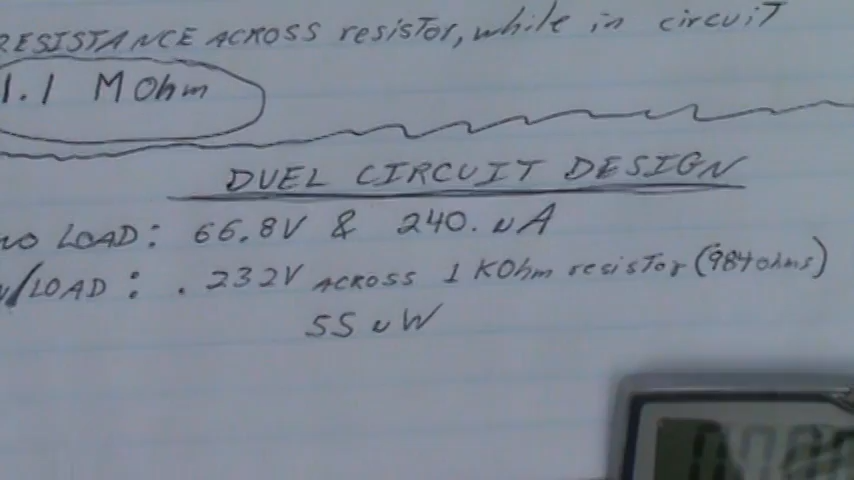 RESISTANCE ACROSS resistor, while in circuit
1.1 MOhm
DUEL CIRCUIT DESIGN
NO LOAD: 66.8V & 240. uA
w/LOAD: .232V ACROSS 1 KOhm resistor (984 ohms)
55 uW